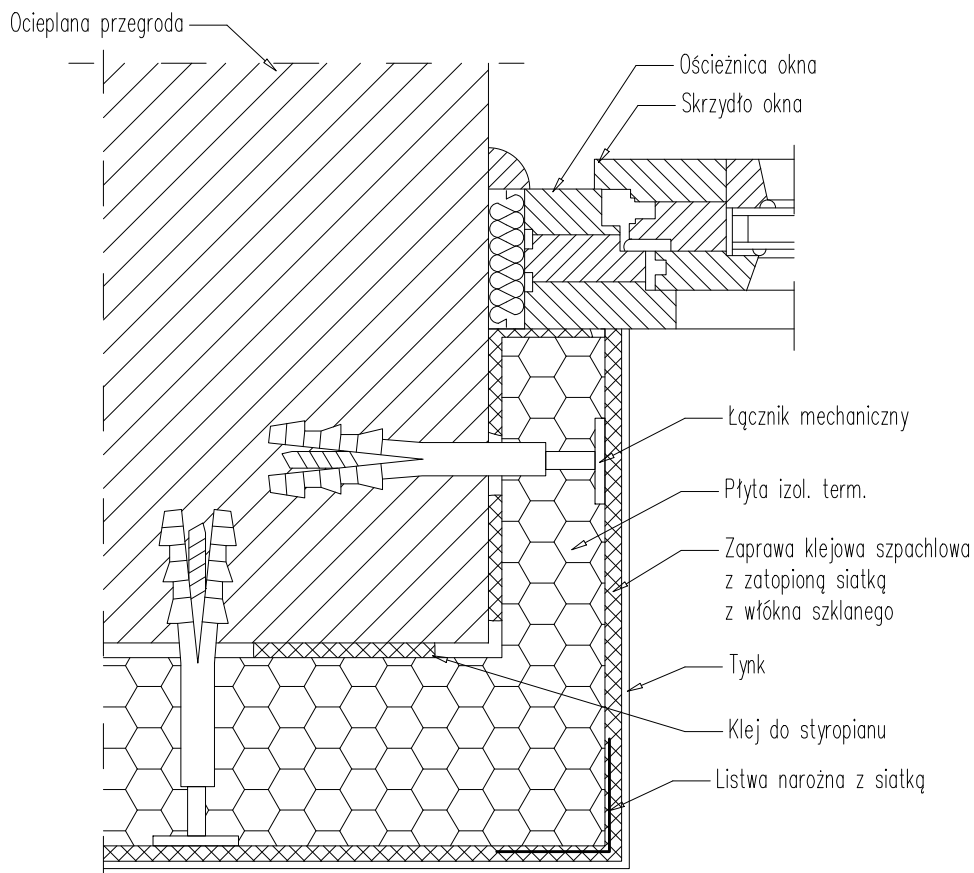 Ocieplana przegroda
Ościeżnica okna
Skrzydło okna
Łącznik mechaniczny
Płyta izol. term.
Zaprawa klejowa szpachlowa
z zatopioną siatką
z włókna szklanego
Tynk
Klej do styropianu
Listwa narożna z siatką